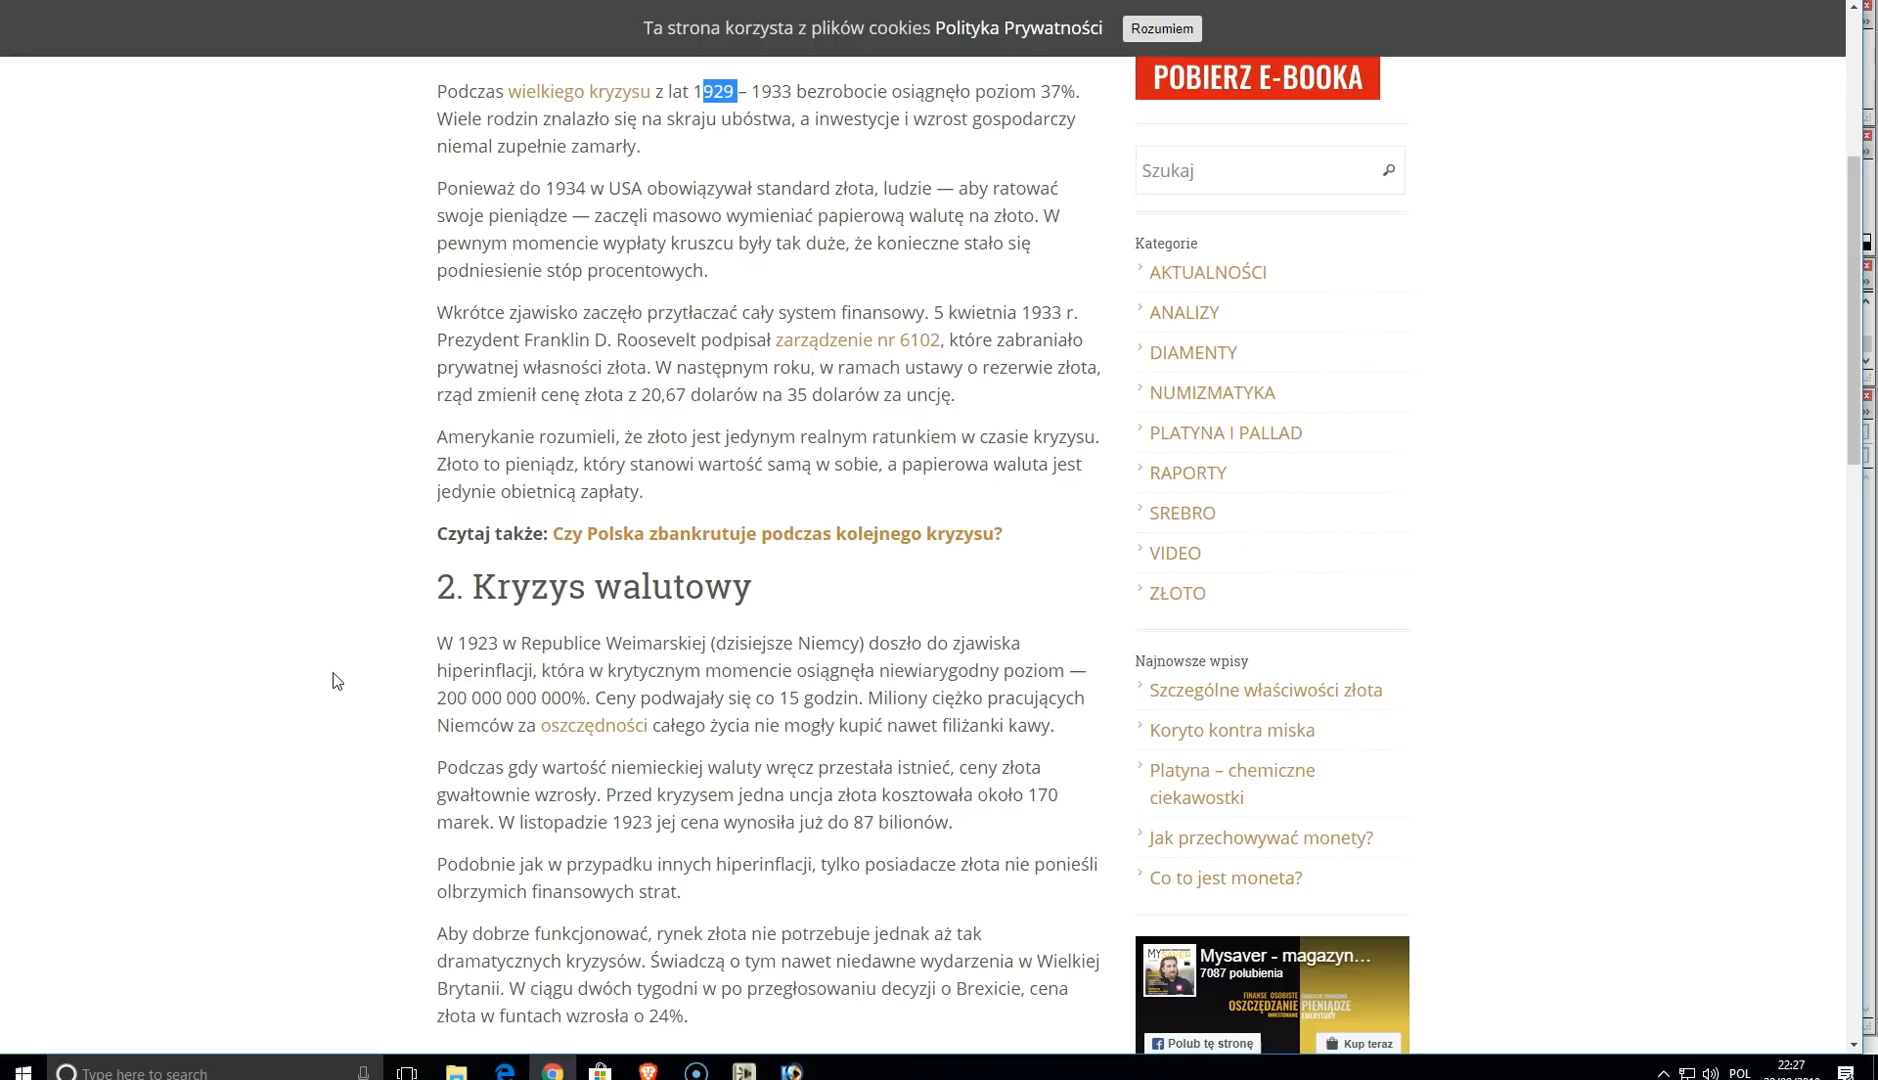 Ta strona korzysta z plików cookies Polityka Prywatności Rozumiem
Podczas wielkiego kryzysu z lat 1929 – 1933 bezrobocie osiągnęło poziom 37%.
Wiele rodzin znalazło się na skraju ubóstwa, a inwestycje i wzrost gospodarczy
niemal zupełnie zamarły.
Ponieważ do 1934 w USA obowiązywał standard złota, ludzie — aby ratować
swoje pieniądze — zaczęli masowo wymieniać papierową walutę na złoto. W
pewnym momencie wypłaty kruszcu były tak duże, że konieczne stało się
podniesienie stóp procentowych.
Wkrótce zjawisko zaczęło przytłaczać cały system finansowy. 5 kwietnia 1933 r.
Prezydent Franklin D. Roosevelt podpisał zarządzenie nr 6102, które zabraniało
prywatnej własności złota. W następnym roku, w ramach ustawy o rezerwie złota,
rząd zmienił cenę złota z 20,67 dolarów na 35 dolarów za uncję.
Amerykanie rozumieli, że złoto jest jedynym realnym ratunkiem w czasie kryzysu.
Złoto to pieniądz, który stanowi wartość samą w sobie, a papierowa waluta jest
jedynie obietnicą zapłaty.
Czytaj także: Czy Polska zbankrutuje podczas kolejnego kryzysu?
2. Kryzys walutowy
W 1923 w Republice Weimarskiej (dzisiejsze Niemcy) doszło do zjawiska
hiperinflacji, która w krytycznym momencie osiągnęła niewiarygodny poziom —
200 000 000 000%. Ceny podwajały się co 15 godzin. Miliony ciężko pracujących
Niemców za oszczędności całego życia nie mogły kupić nawet filiżanki kawy.
Podczas gdy wartość niemieckiej waluty wręcz przestała istnieć, ceny złota
gwałtownie wzrosły. Przed kryzysem jedna uncja złota kosztowała około 170
marek. W listopadzie 1923 jej cena wynosiła już do 87 bilionów.
Podobnie jak w przypadku innych hiperinflacji, tylko posiadacze złota nie ponieśli
olbrzymich finansowych strat.
Aby dobrze funkcjonować, rynek złota nie potrzebuje jednak aż tak
dramatycznych kryzysów. Świadczą o tym nawet niedawne wydarzenia w Wielkiej
Brytanii. W ciągu dwóch tygodni w po przegłosowaniu decyzji o Brexicie, cena
złota w funtach wzrosła o 24%.
POBIERZ E-BOOKA
Szukaj
Kategorie
AKTUALNOŚCI
ANALIZY
DIAMENTY
NUMIZMATYKA
PLATYNA I PALLAD
RAPORTY
SREBRO
VIDEO
ZŁOTO
Najnowsze wpisy
Szczególne właściwości złota
Koryto kontra miska
Platyna – chemiczne
ciekawostki
Jak przechowywać monety?
Co to jest moneta?
Mysaver - magazyn…
7087 polubienia
FINANSE OSOBISTE
OSZCZĘDZANIE PIENIĄDZE
Polub tę stronę Kup teraz
Type here to search
POL
22:27